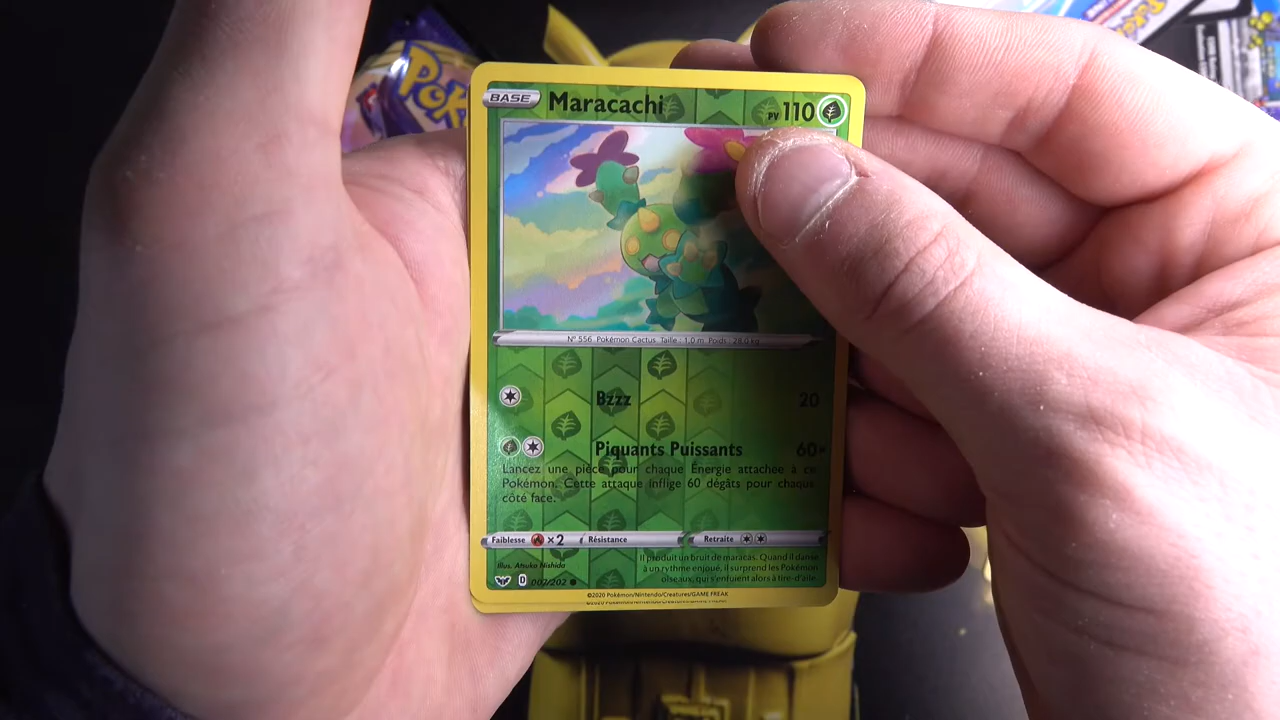 BASE Maracachi PV 110
N° 556 Pokémon Cactus Taille : 1,0 m Poids : 28,0 kg
Bzzz 20
Piquants Puissants 60×
Lancez une pièce pour chaque Énergie attachée à ce
Pokémon. Cette attaque inflige 60 dégâts pour chaque
côté face.
Faiblesse ×2 Résistance Retraite
Illus. Atsuko Nishida
Il produit un bruit de maracas. Quand il danse
à un rythme enjoué, il surprend les Pokémon
oiseaux, qui s'enfuient alors à tire-d'aile.
D 007/202
©2020 Pokémon/Nintendo/Creatures/GAME FREAK